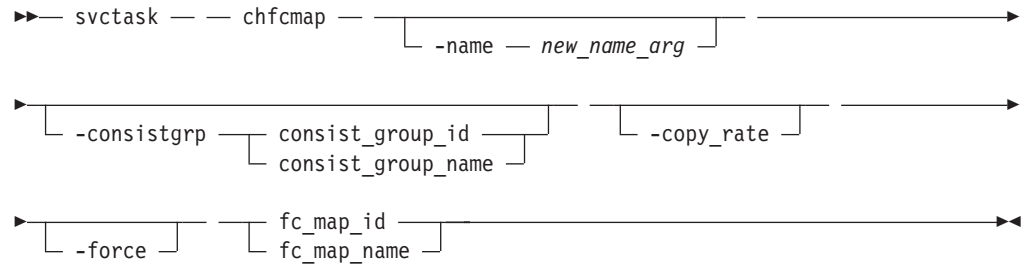 svctask chfcmap
-name new_name_arg
-consistgrp consist_group_id -copy_rate
consist_group_name
-force fc_map_id
fc_map_name